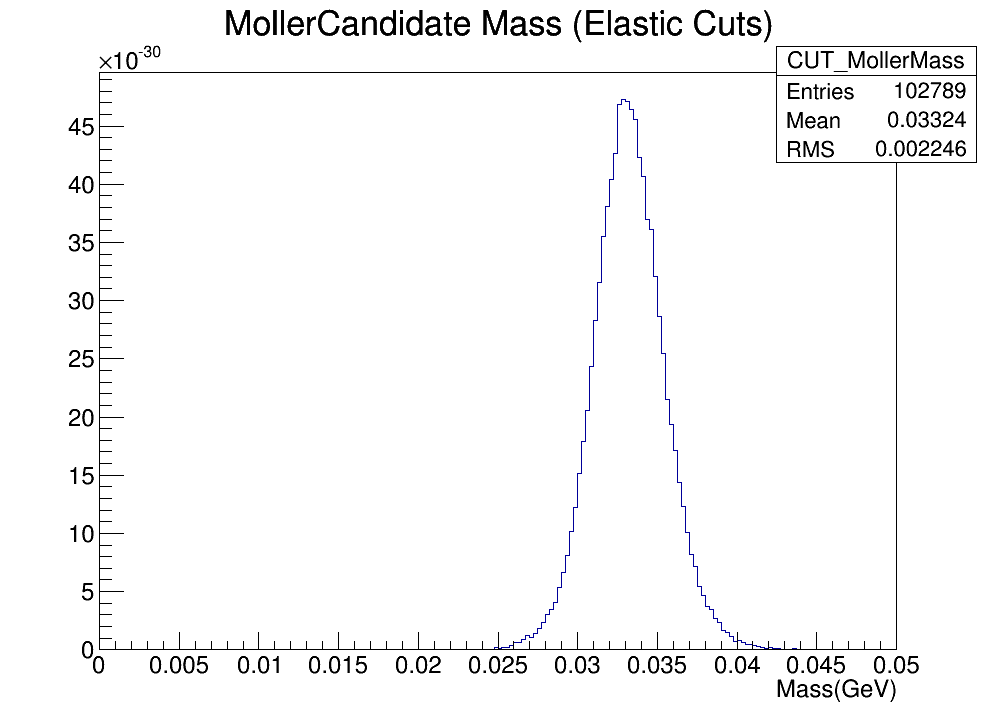 MollerCandidate Mass (Elastic Cuts)
×10-30
CUT_MollerMass
Entries 102789
Mean 0.03324
RMS 0.002246
45
40
35
30
25
20
15
10
5
0
0 0.005 0.01 0.015 0.02 0.025 0.03 0.035 0.04 0.045 0.05
Mass(GeV)